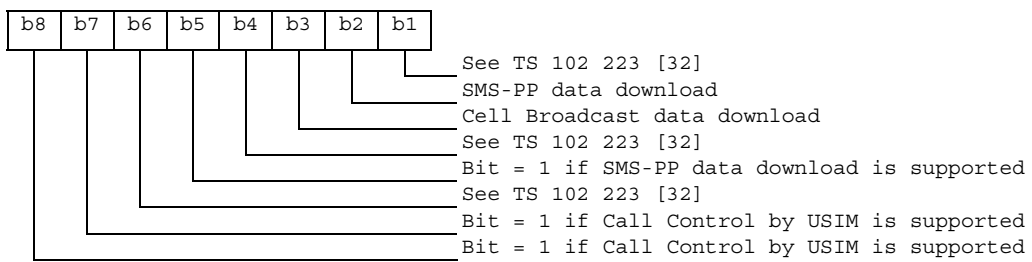 b8 b7 b6 b5 b4 b3 b2 b1
See TS 102 223 [32]
SMS-PP data download
Cell Broadcast data download
See TS 102 223 [32]
Bit = 1 if SMS-PP data download is supported
See TS 102 223 [32]
Bit = 1 if Call Control by USIM is supported
Bit = 1 if Call Control by USIM is supported